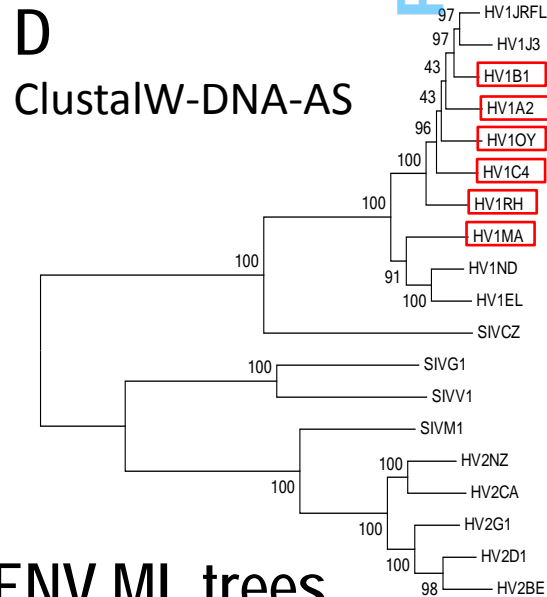 D
ClustalW-DNA-AS
97
HV1JRFL
97
HV1J3
43
HV1B1
43
HV1A2
96
HV1OY
100
HV1C4
100
HV1RH
100
HV1MA
91
HV1ND
100
HV1EL
SIVCZ
100
SIVG1
SIVV1
SIVM1
100
100
HV2NZ
HV2CA
100
HV2G1
100
HV2D1
98
HV2BE
ENV ML trees